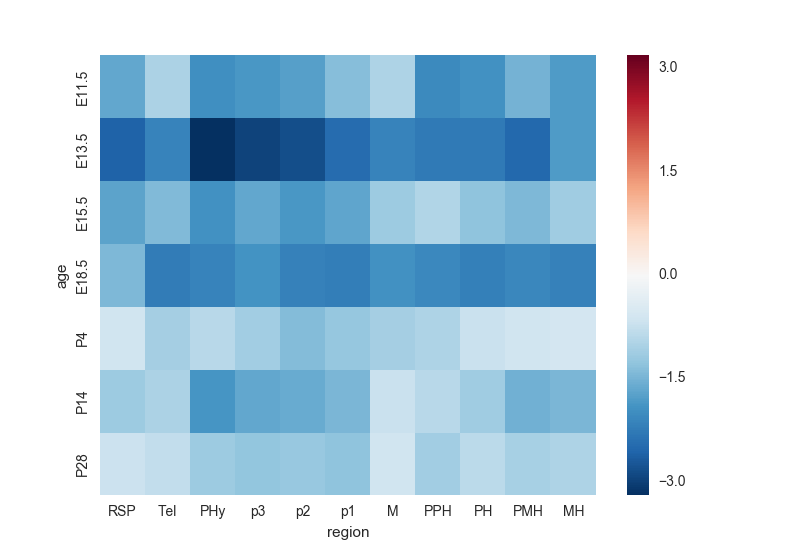 age
E11.5
E13.5
E15.5
E18.5
P4
P14
P28
RSP Tel PHy p3 p2 p1 M PPH PH PMH MH
region
3.0
1.5
0.0
−1.5
−3.0